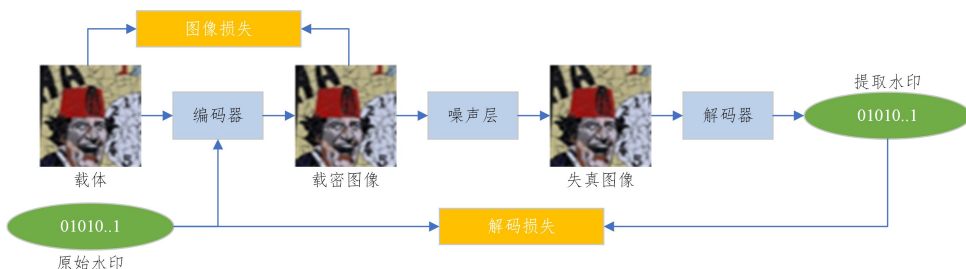 图像损失
提取水印
编码器
噪声层
解码器
01010..1
载体
载密图像
失真图像
01010..1
解码损失
原始水印